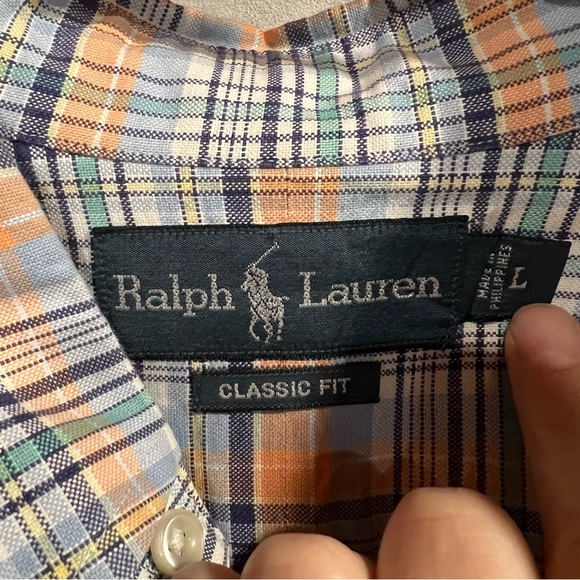 Ralph Lauren
MADE IN
PHILIPPINES
L
CLASSIC FIT